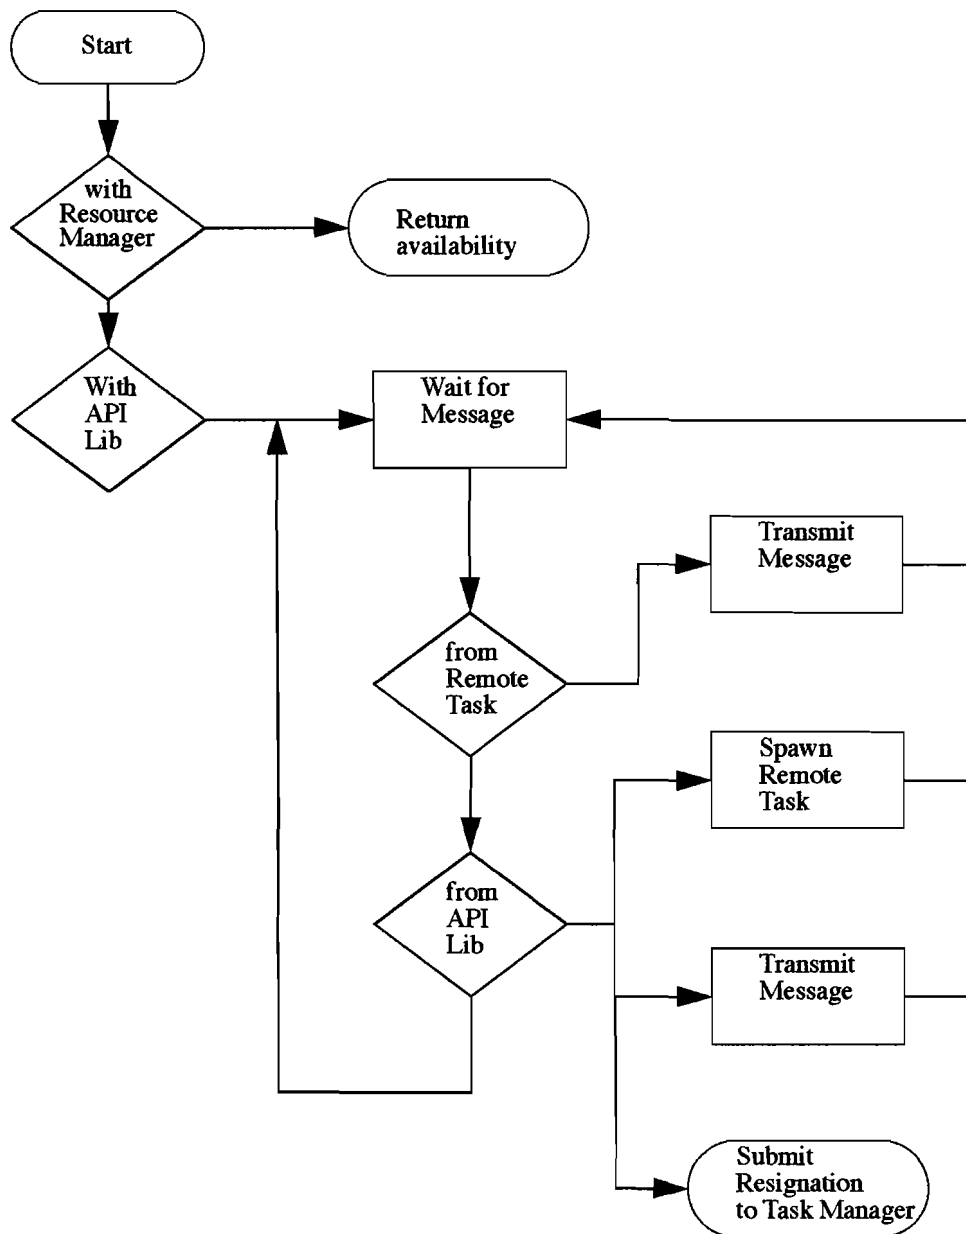 Start
with
Resource
Manager
Return
availability
With
API
Lib
Wait for
Message
Transmit
Message
from
Remote
Task
Spawn
Remote
Task
from
API
Lib
Transmit
Message
Submit
Resignation
to Task Manager